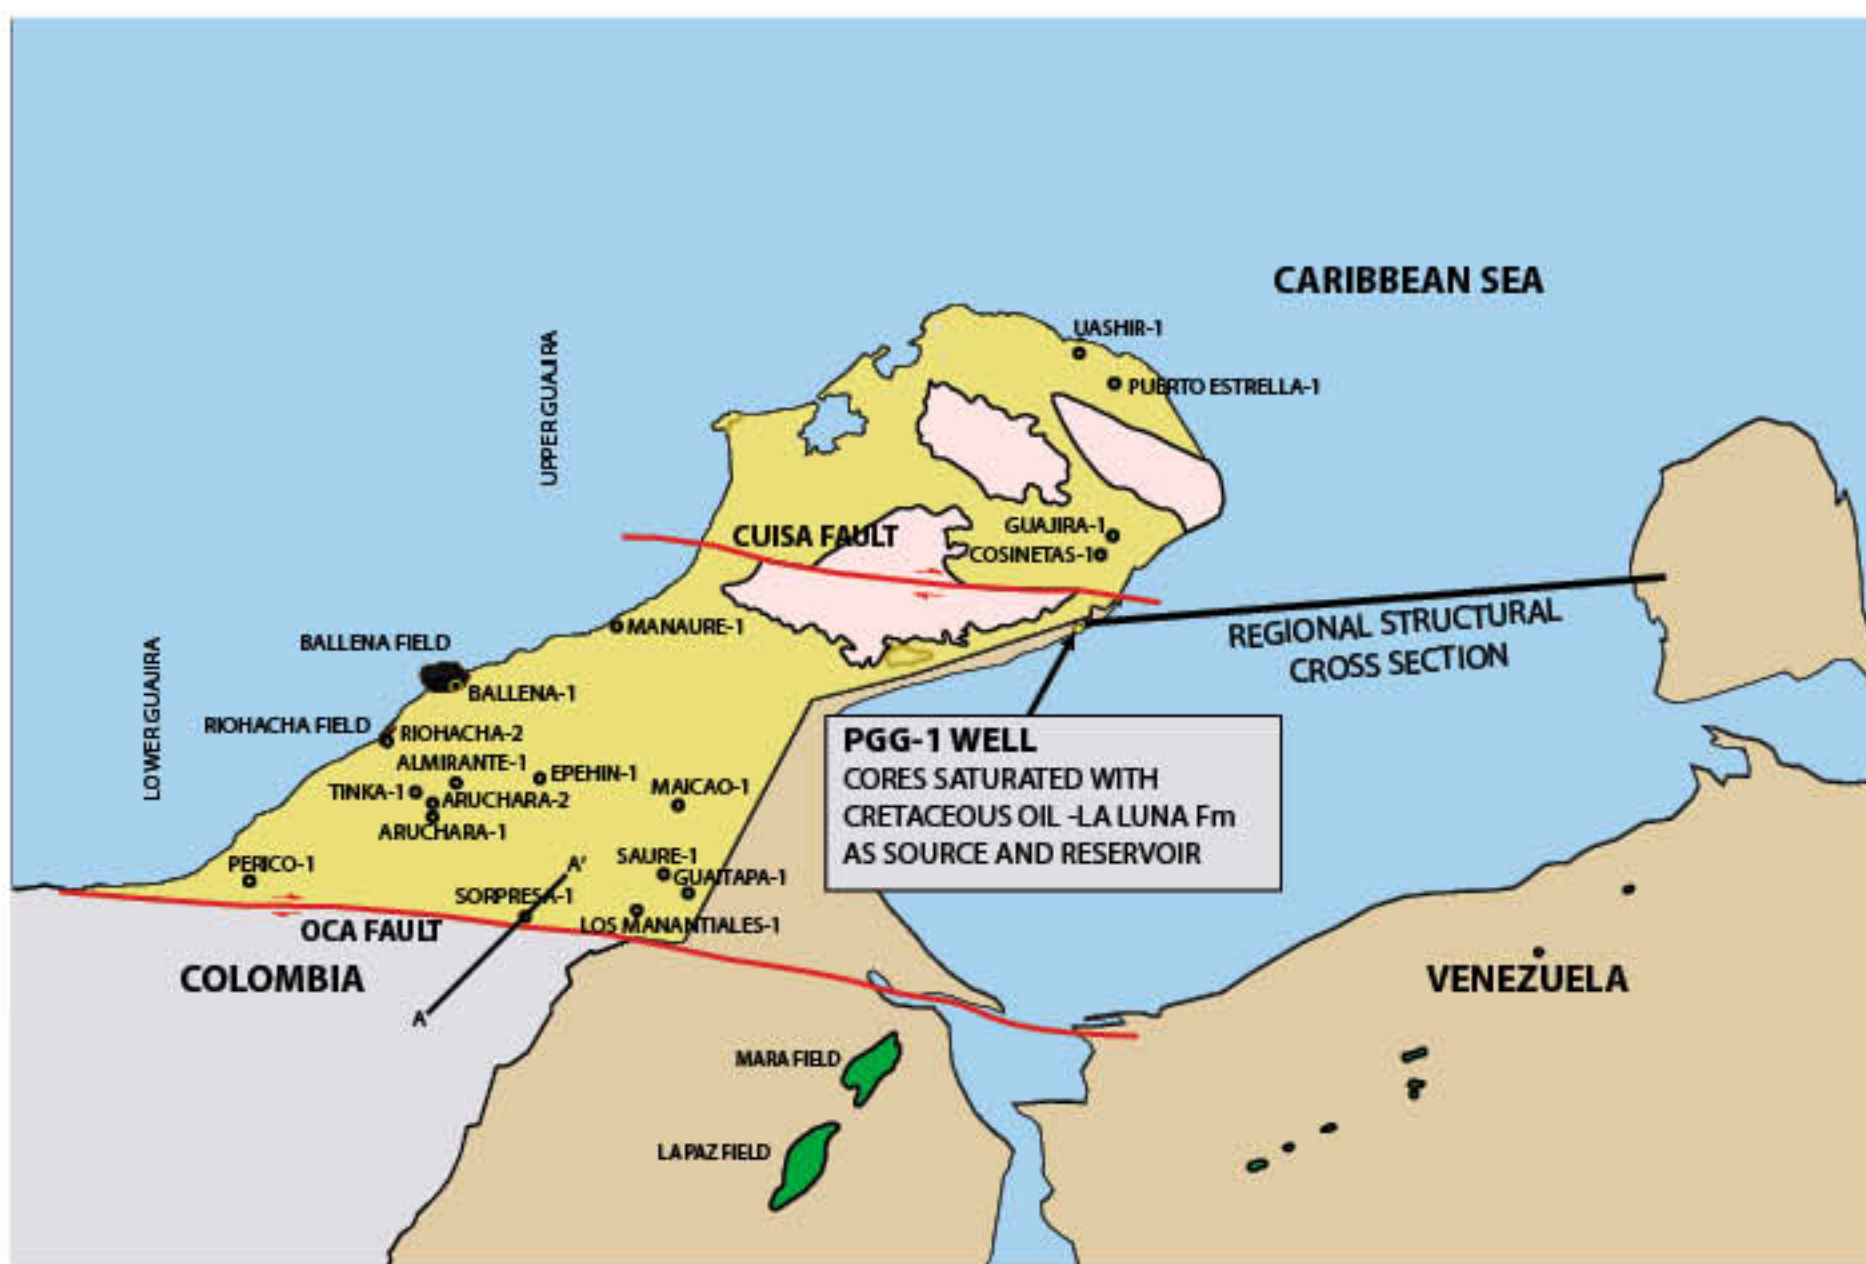 CARIBBEAN SEA
UASHIR-1
PUERTO ESTRELLA-1
UPPER GUAJIRA
GUAJIRA-1
CUISA FAULT
COSINETAS-1
REGIONAL STRUCTURAL
CROSS SECTION
MANAURE-1
BALLENA FIELD
LOWER GUAJIRA
BALLENA-1
RIOHACHA FIELD
RIOHACHA-2
ALMIRANTE-1
EPEHIN-1
TINKA-1
ARUCHARA-2
MAICAO-1
ARUCHARA-1
PGG-1 WELL
CORES SATURATED WITH
CRETACEOUS OIL -LA LUNA Fm
AS SOURCE AND RESERVOIR
PERICO-1
A'
SAURE-1
GUAITAPA-1
SORPRESA-1
LOS MANANTIALES-1
OCA FAULT
COLOMBIA
VENEZUELA
A
MARA FIELD
LA PAZ FIELD